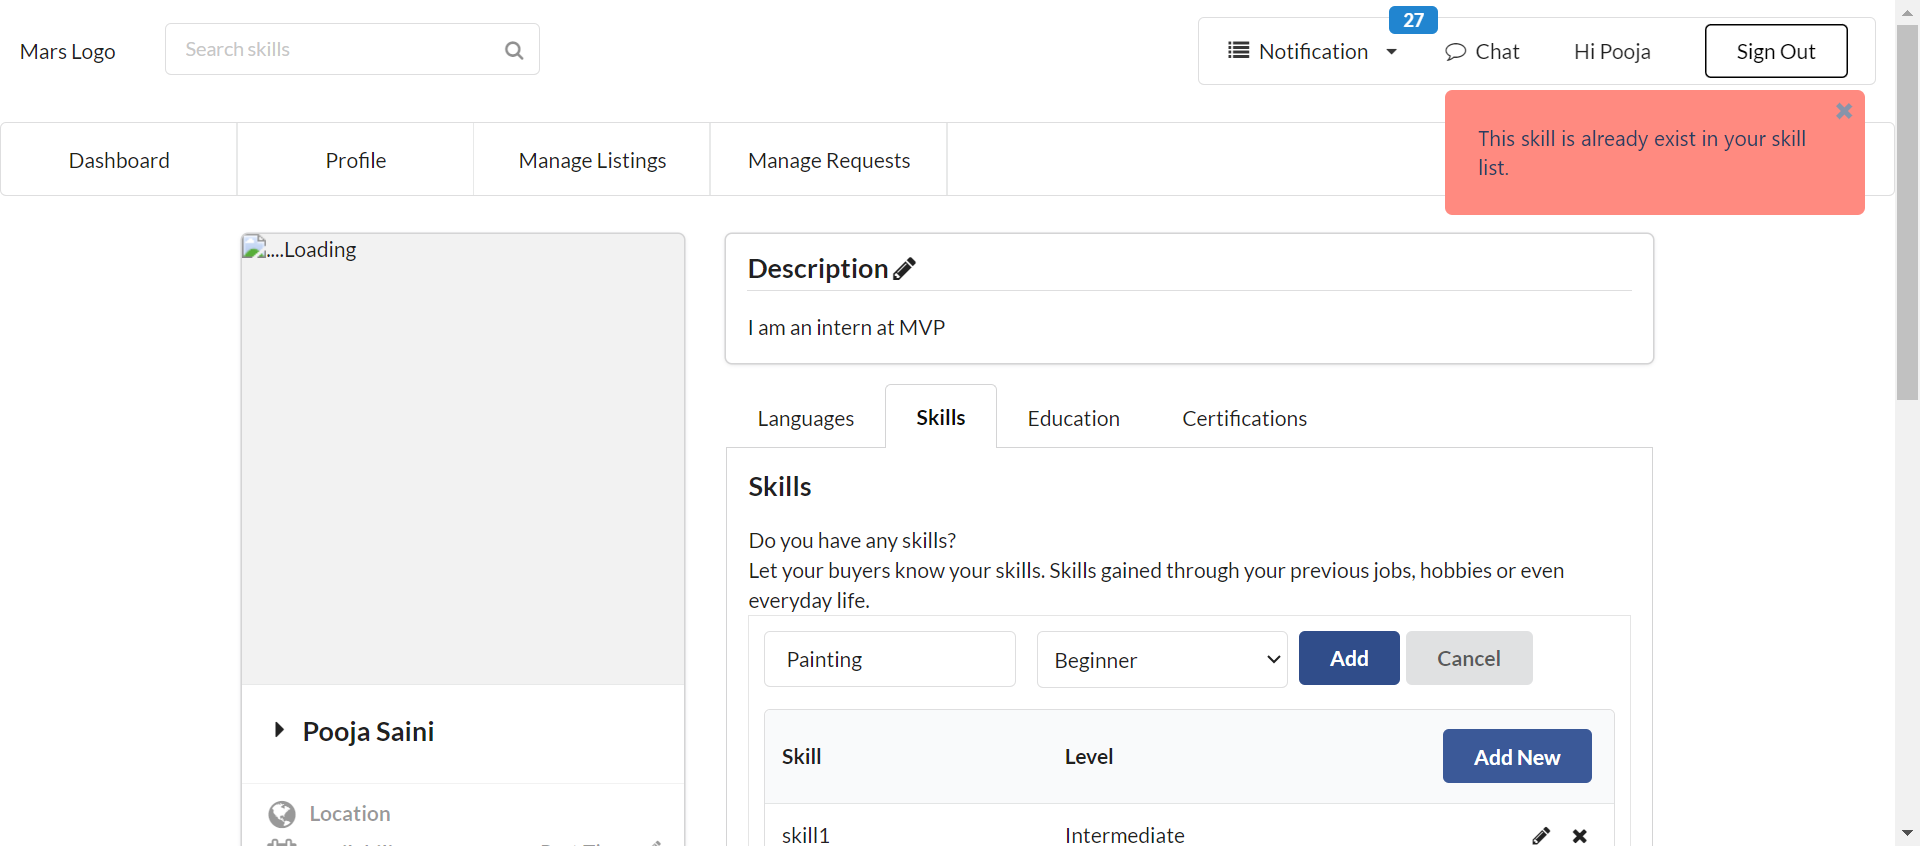 Mars Logo
Search skills
Notification
27
Chat
Hi Pooja
Sign Out
This skill is already exist in your skill
list.
Dashboard
Profile
Manage Listings
Manage Requests
....Loading
Description
I am an intern at MVP
Languages
Skills
Education
Certifications
Skills
Do you have any skills?
Let your buyers know your skills. Skills gained through your previous jobs, hobbies or even
everyday life.
Painting
Beginner
Add
Cancel
Skill
Level
Add New
skill1
Intermediate
Pooja Saini
Location